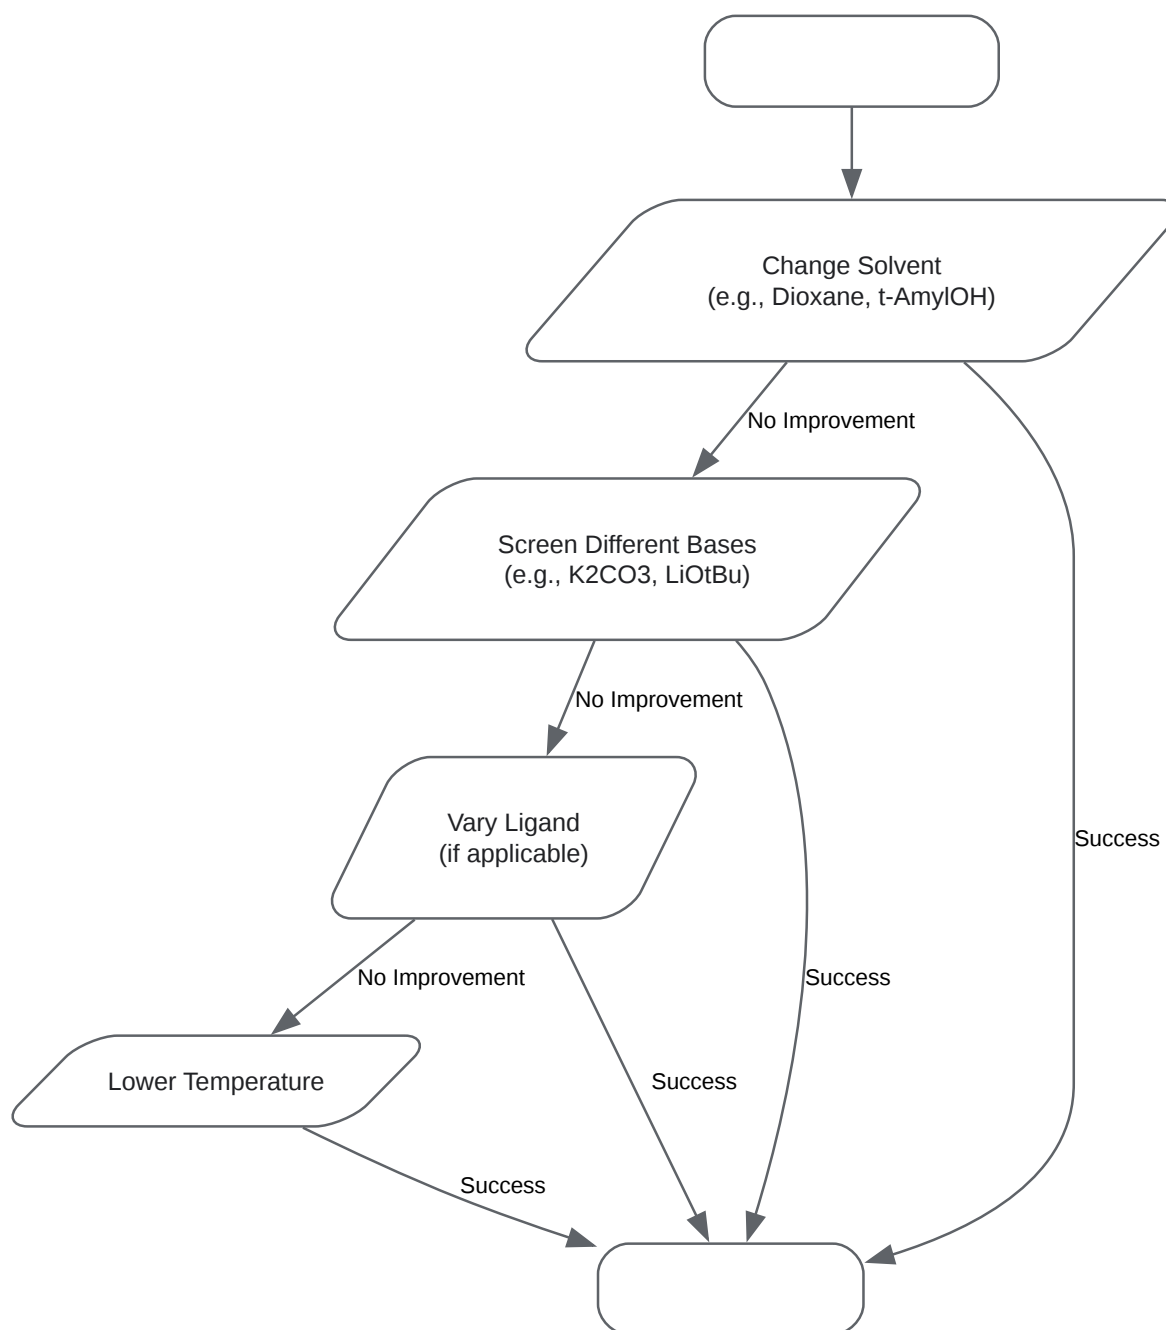 Change Solvent
(e.g., Dioxane, t-AmylOH)
No Improvement
Screen Different Bases
(e.g., K2CO3, LiOtBu)
No Improvement
Vary Ligand
(if applicable)
Success
No Improvement
Success
Lower Temperature
Success
Success